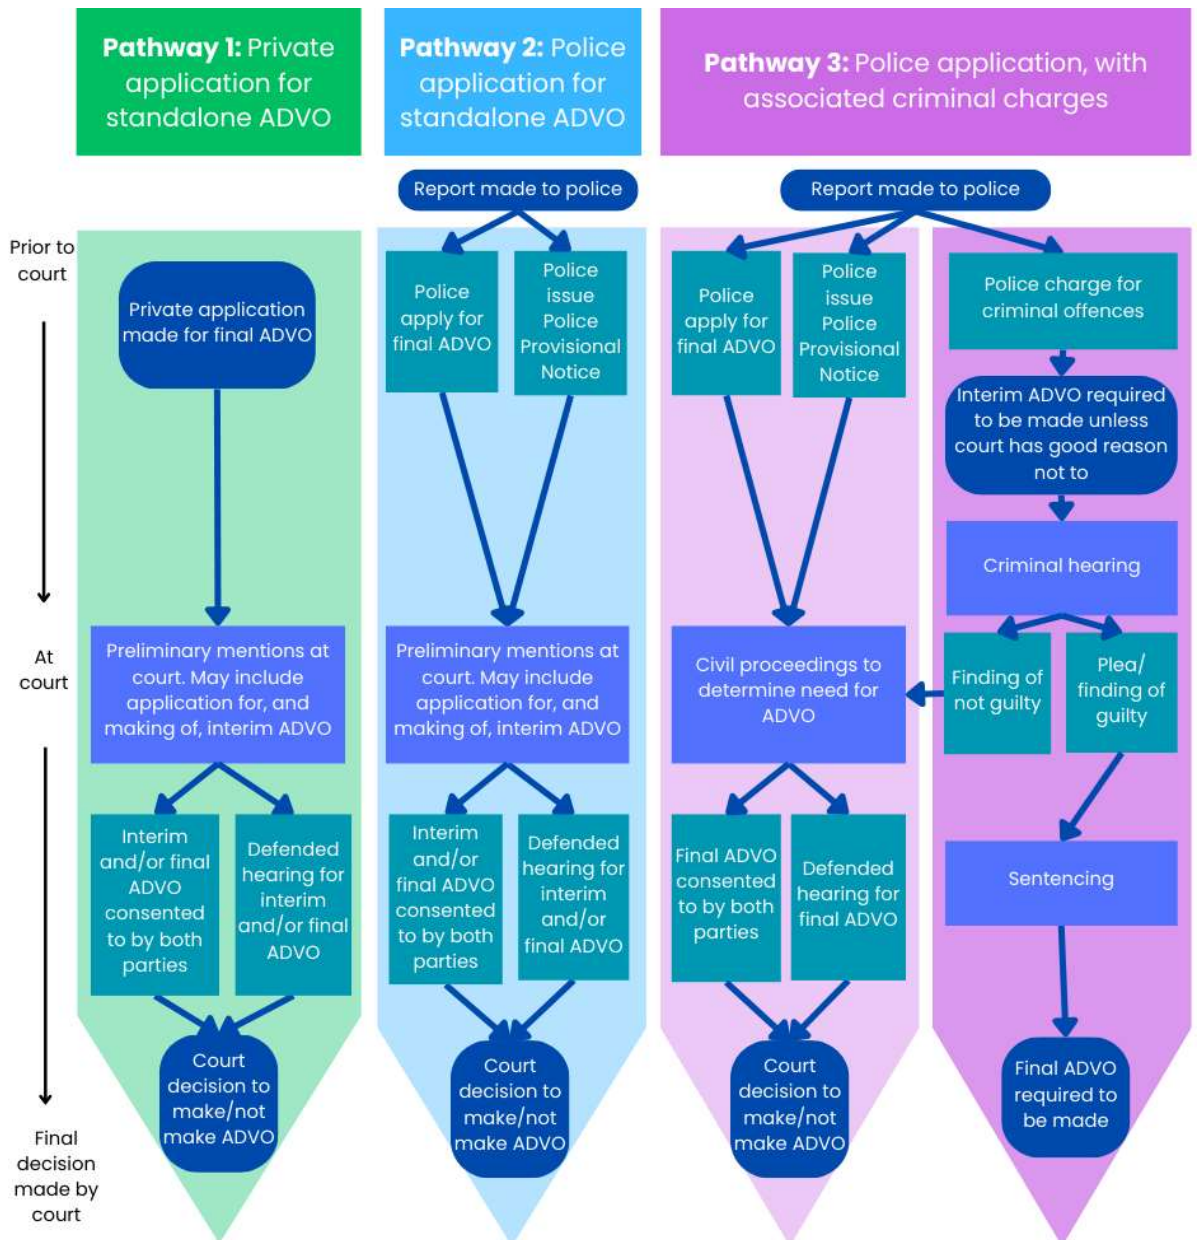 Pathway 1: Private
application for
standalone ADVO
Pathway 2: Police
application for
standalone ADVO
Pathway 3: Police application, with
associated criminal charges
Report made to police
Report made to police
Prior to
court
Private application
made for final ADVO
Police
apply for
final ADVO
Police
issue
Police
Provisional
Notice
Police
apply for
final ADVO
Police
issue
Police
Provisional
Notice
Police charge for
criminal offences
Interim ADVO required
to be made unless
court has good reason
not to
Criminal hearing
At
court
Preliminary mentions at
court. May include
application for, and
making of, interim ADVO
Preliminary mentions at
court. May include
application for, and
making of, interim ADVO
Civil proceedings to
determine need for
ADVO
Finding of
not guilty
Plea/
finding of
guilty
Interim
and/or final
ADVO
consented
to by both
parties
Defended
hearing for
interim
and/or final
ADVO
Interim
and/or
final ADVO
consented
to by both
parties
Defended
hearing for
interim
and/or
final ADVO
Final ADVO
consented
to by both
parties
Defended
hearing for
final ADVO
Sentencing
Court
decision to
make/not
make ADVO
Court
decision to
make/not
make ADVO
Court
decision to
make/not
make ADVO
Final ADVO
required to
be made
Final
decision
made by
court